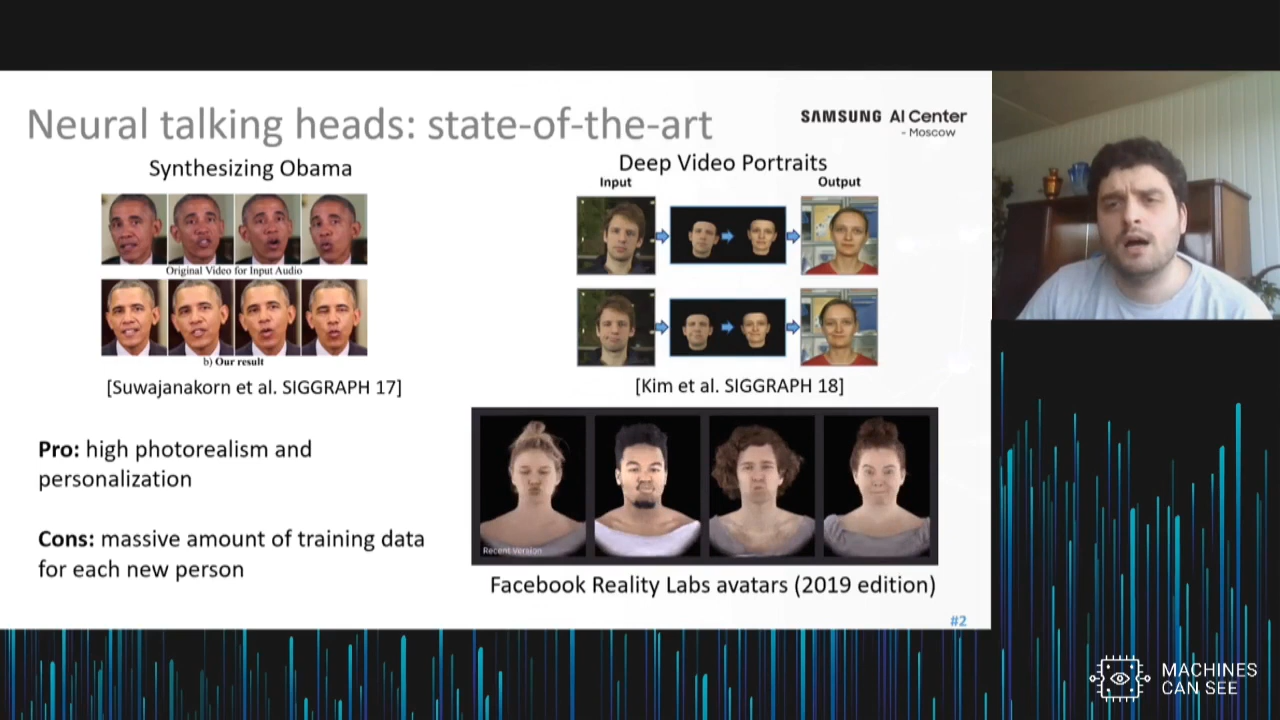 Neural talking heads: state-of-the-art
SAMSUNG AI Center
- Moscow
Synthesizing Obama
Original Video for Input Audio
b) Our result
[Suwajanakorn et al. SIGGRAPH 17]
Deep Video Portraits
Input Output
[Kim et al. SIGGRAPH 18]
Pro: high photorealism and
personalization
Cons: massive amount of training data
for each new person
Recent Version
Facebook Reality Labs avatars (2019 edition)
#2
MACHINES
CAN SEE